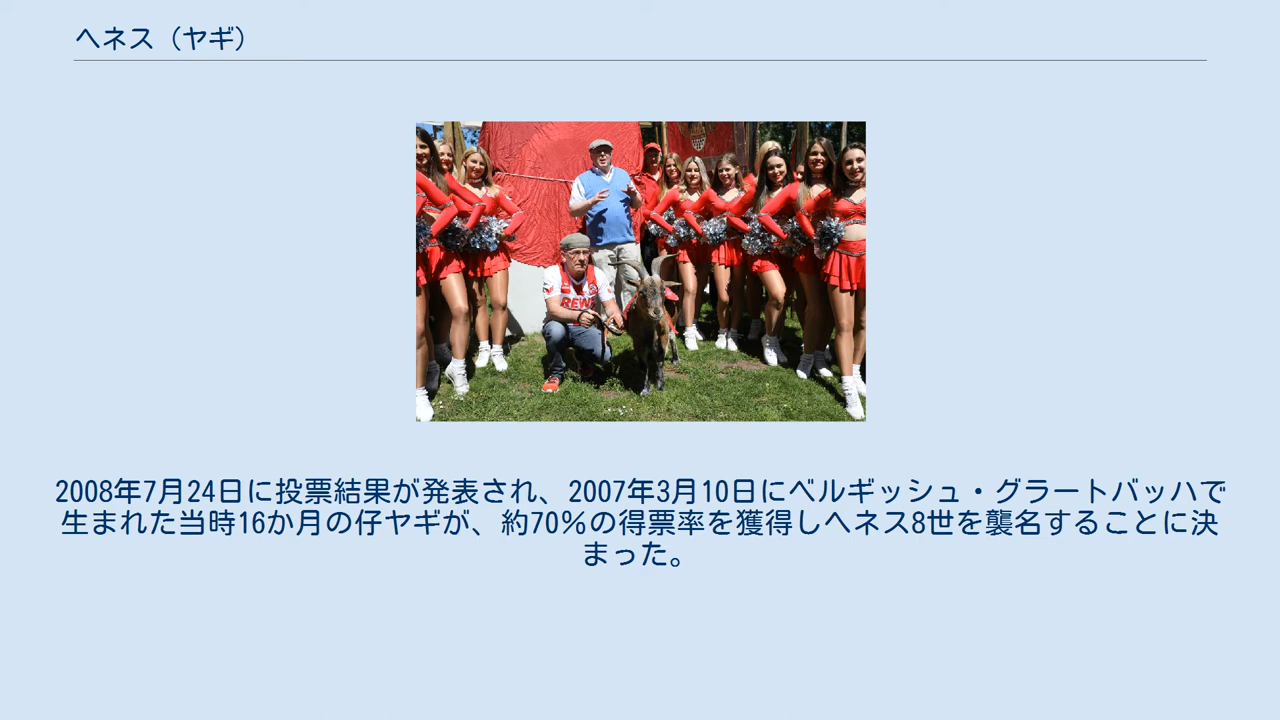 ヘネス（ヤギ）
REWE
2008年7月24日に投票結果が発表され、2007年3月10日にベルギッシュ・グラートバッハで
生まれた当時16か月の仔ヤギが、約70％の得票率を獲得しヘネス8世を襲名することに決
まった。